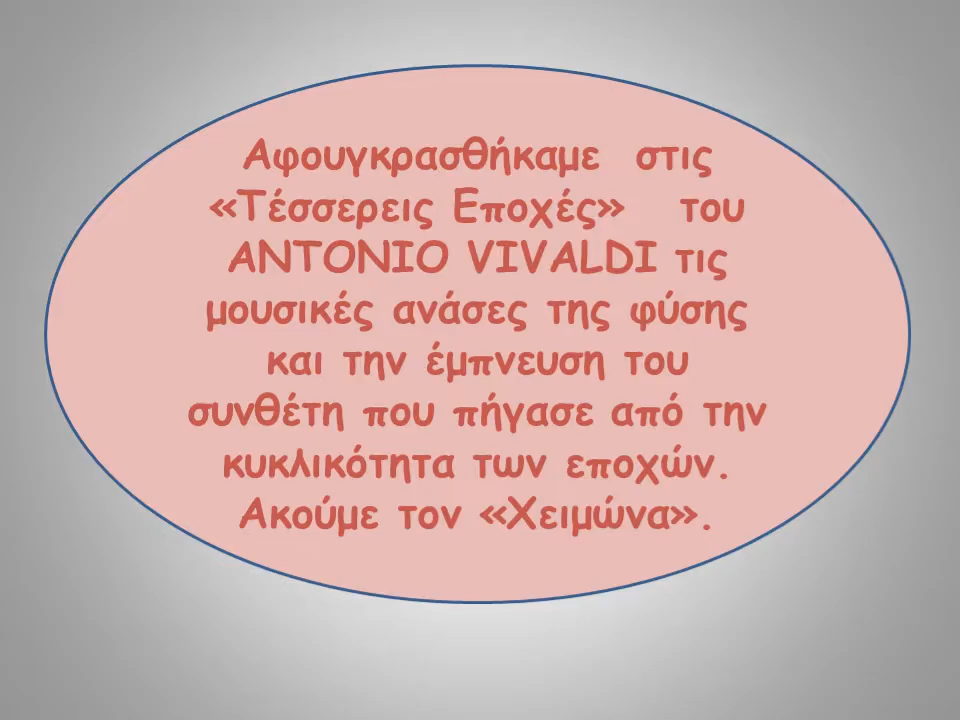 Αφουγκρασθήκαμε στις
«Τέσσερεις Εποχές» του
ANTONIO VIVALDI τις
μουσικές ανάσες της φύσης
και την έμπνευση του
συνθέτη που πήγασε από την
κυκλικότητα των εποχών.
Ακούμε τον «Χειμώνα».